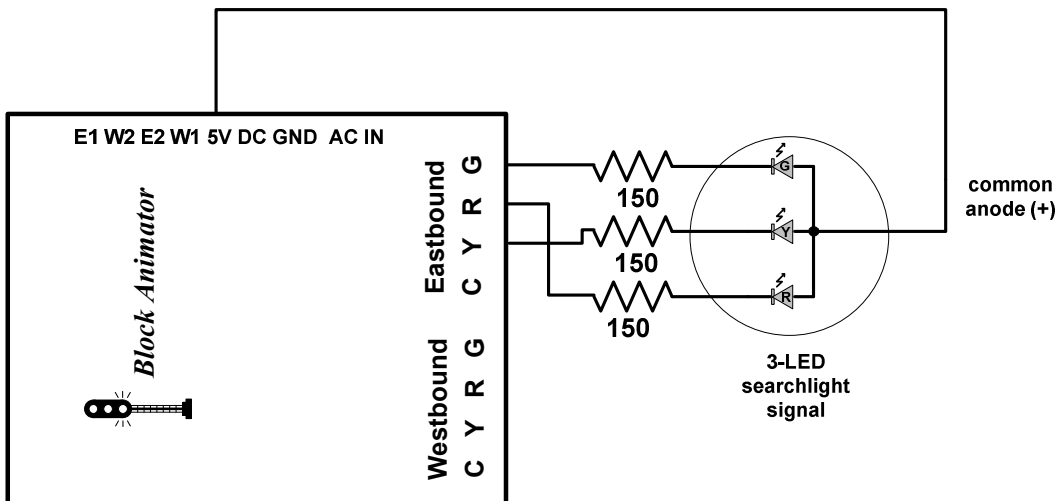 E1 W2 E2 W1 5V DC GND AC IN
Block Animator
Eastbound
C Y R G
Westbound
C Y R G
150
150
150
G
Y
R
common
anode (+)
3-LED
searchlight
signal